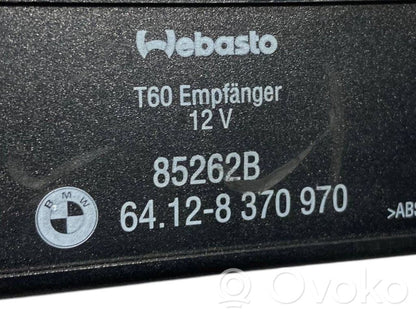 Webasto
T60 Empfänger
12 V
85262B
BMW
64.12-8 370 970
>ABS
Ovoko